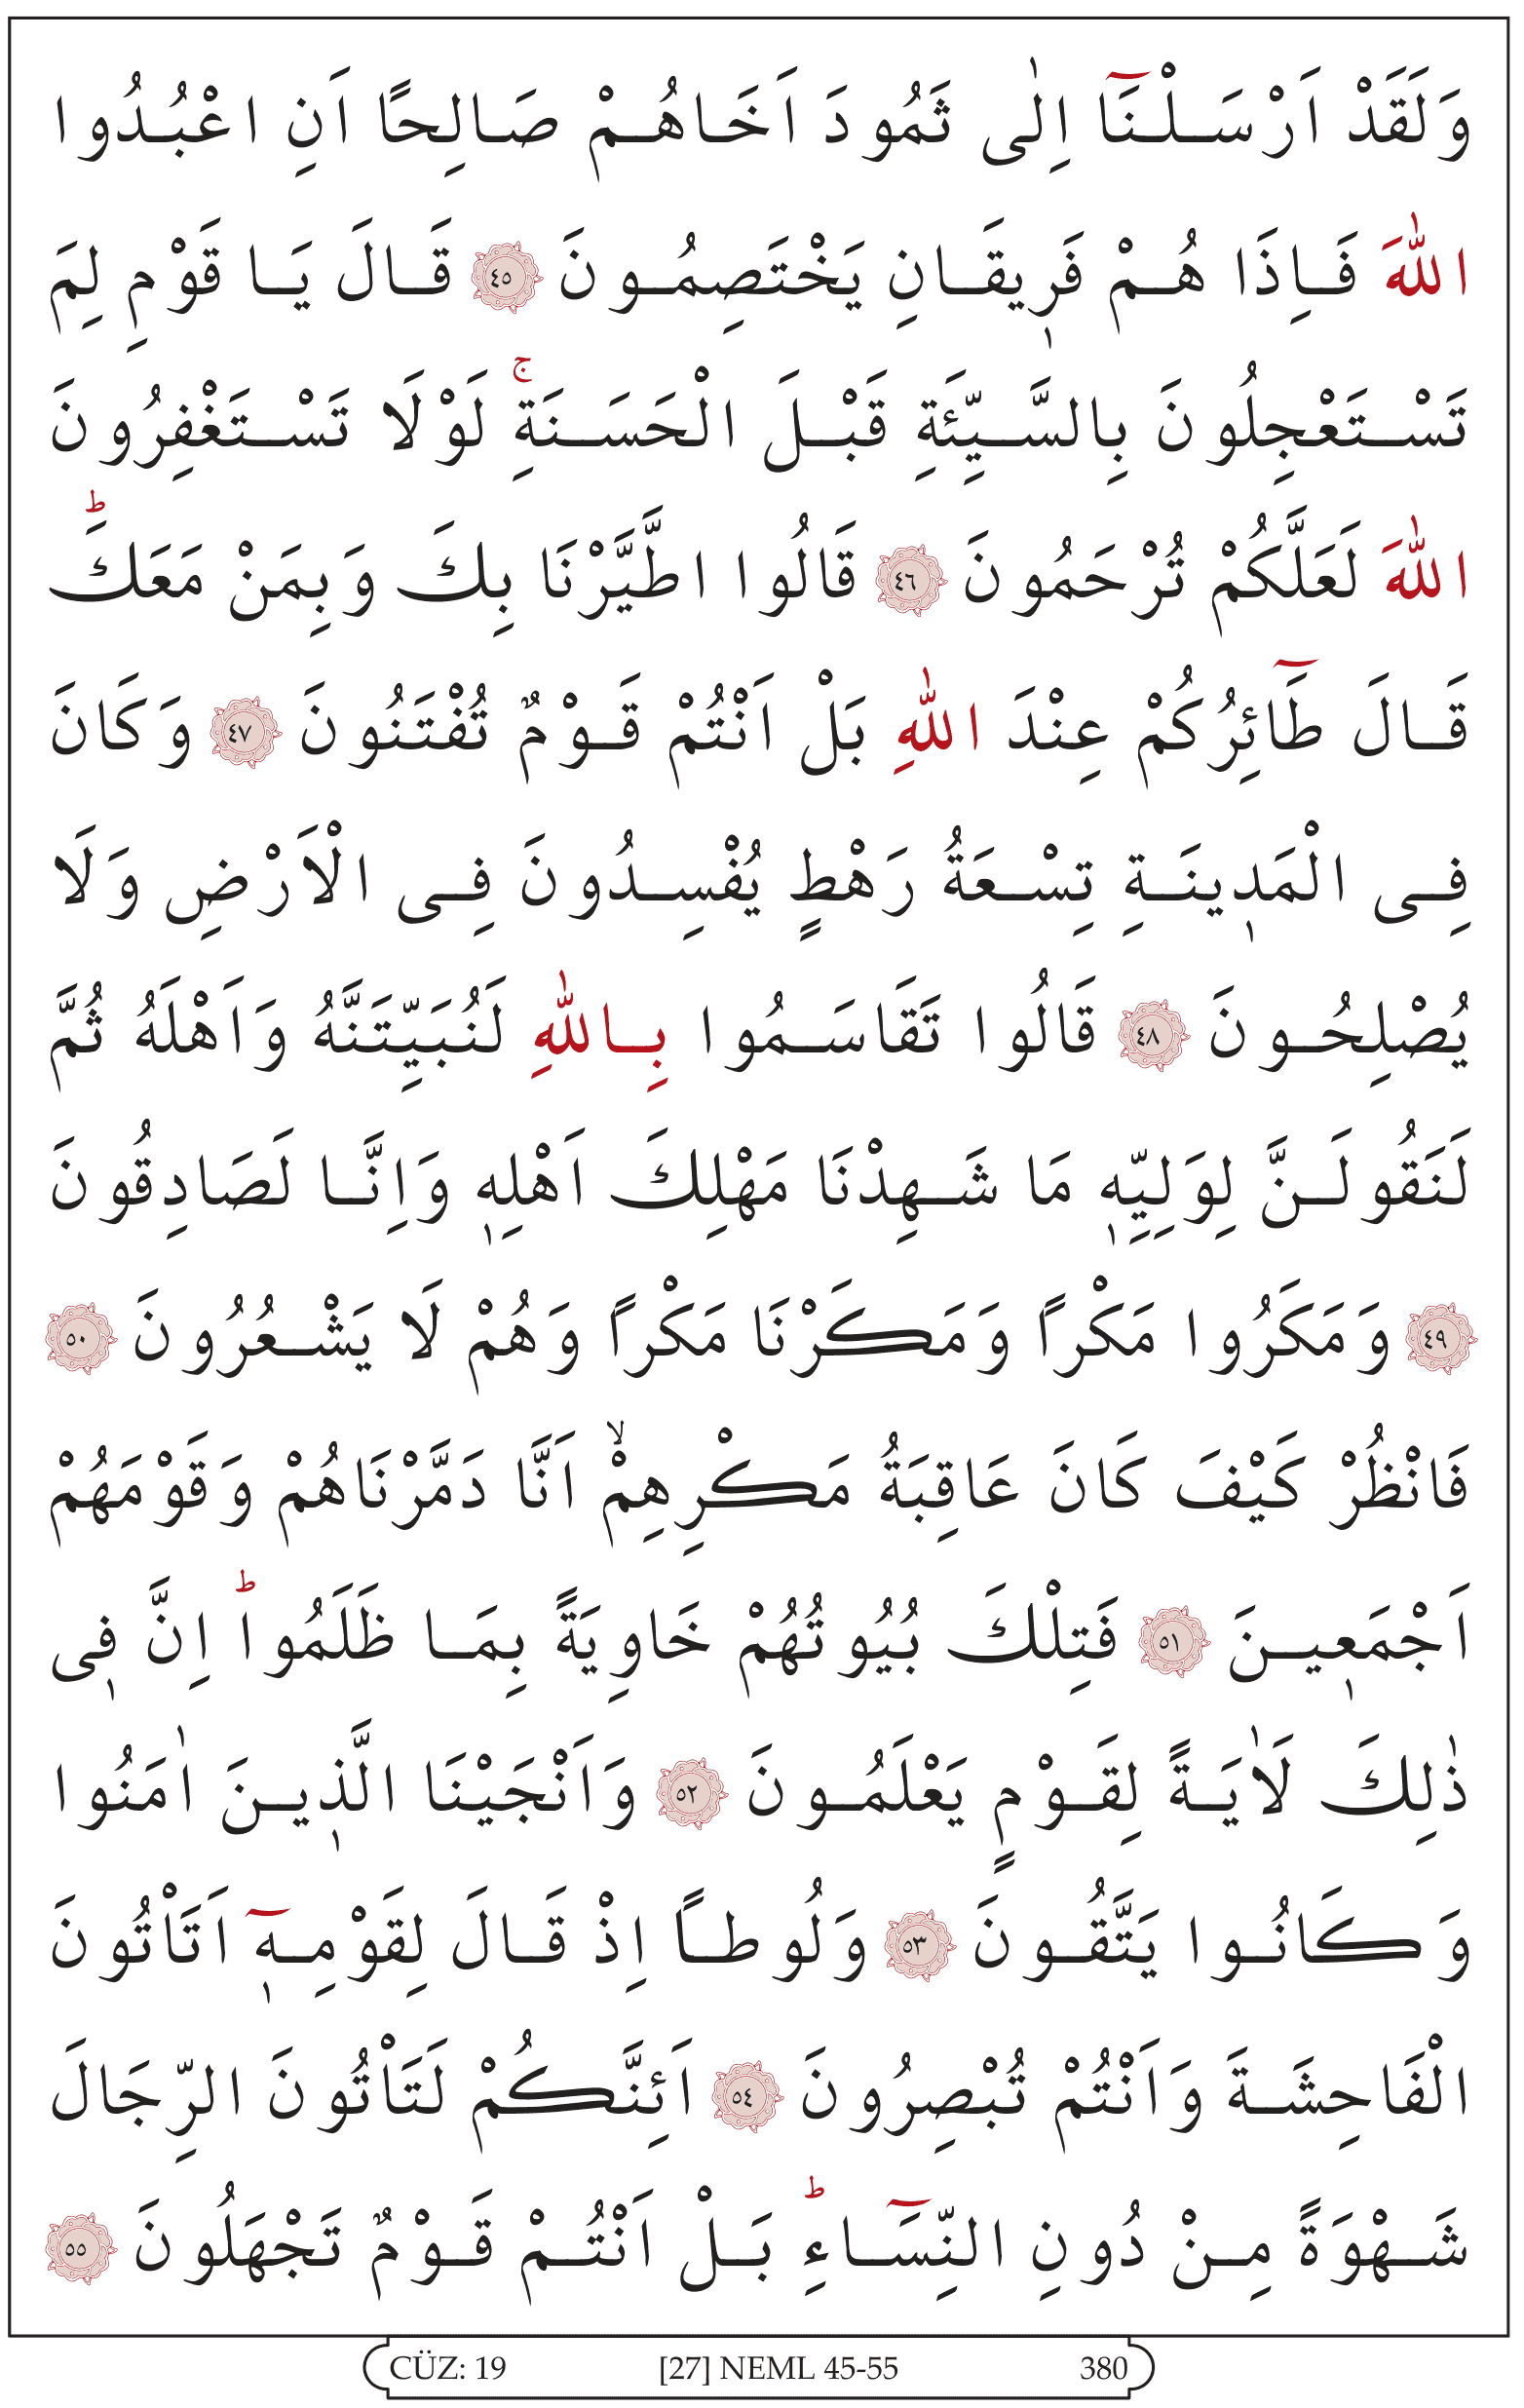 وَلَقَدْ اَرْسَلْنَٓا اِلٰى ثَمُودَ اَخَاهُمْ صَالِحًا اَنِ اعْبُدُوا
اللّٰهَ فَاِذَا هُمْ فَرٖيقَانِ يَخْتَصِمُونَ ٤٥ قَالَ يَا قَوْمِ لِمَ
تَسْتَعْجِلُونَ بِالسَّيِّئَةِ قَبْلَ الْحَسَنَةِۚ لَوْلَا تَسْتَغْفِرُونَ
اللّٰهَ لَعَلَّكُمْ تُرْحَمُونَ ٤٦ قَالُوا اطَّيَّرْنَا بِكَ وَبِمَنْ مَعَكَؕ
قَالَ طَٓائِرُكُمْ عِنْدَ اللّٰهِ بَلْ اَنْتُمْ قَوْمٌ تُفْتَنُونَ ٤٧ وَكَانَ
فِى الْمَدٖينَةِ تِسْعَةُ رَهْطٍ يُفْسِدُونَ فِى الْاَرْضِ وَلَا
يُصْلِحُونَ ٤٨ قَالُوا تَقَاسَمُوا بِاللّٰهِ لَنُبَيِّتَنَّهُ وَاَهْلَهُ ثُمَّ
لَنَقُولَنَّ لِوَلِيِّهٖ مَا شَهِدْنَا مَهْلِكَ اَهْلِهٖ وَاِنَّا لَصَادِقُونَ
٤٩ وَمَكَرُوا مَكْراً وَمَكَرْنَا مَكْراً وَهُمْ لَا يَشْعُرُونَ ٥٠
فَانْظُرْ كَيْفَ كَانَ عَاقِبَةُ مَكْرِهِمْۙ اَنَّا دَمَّرْنَاهُمْ وَقَوْمَهُمْ
اَجْمَعٖينَ ٥١ فَتِلْكَ بُيُوتُهُمْ خَاوِيَةً بِمَا ظَلَمُواؕ اِنَّ فٖى
ذٰلِكَ لَاٰيَةً لِقَوْمٍ يَعْلَمُونَ ٥٢ وَاَنْجَيْنَا الَّذٖينَ اٰمَنُوا
وَكَانُوا يَتَّقُونَ ٥٣ وَلُوطاً اِذْ قَالَ لِقَوْمِهٖٓ اَتَاْتُونَ
الْفَاحِشَةَ وَاَنْتُمْ تُبْصِرُونَ ٥٤ اَئِنَّكُمْ لَتَاْتُونَ الرِّجَالَ
شَهْوَةً مِنْ دُونِ النِّسَٓاءِؕ بَلْ اَنْتُمْ قَوْمٌ تَجْهَلُونَ ٥٥
CÜZ: 19 [27] NEML 45-55 380